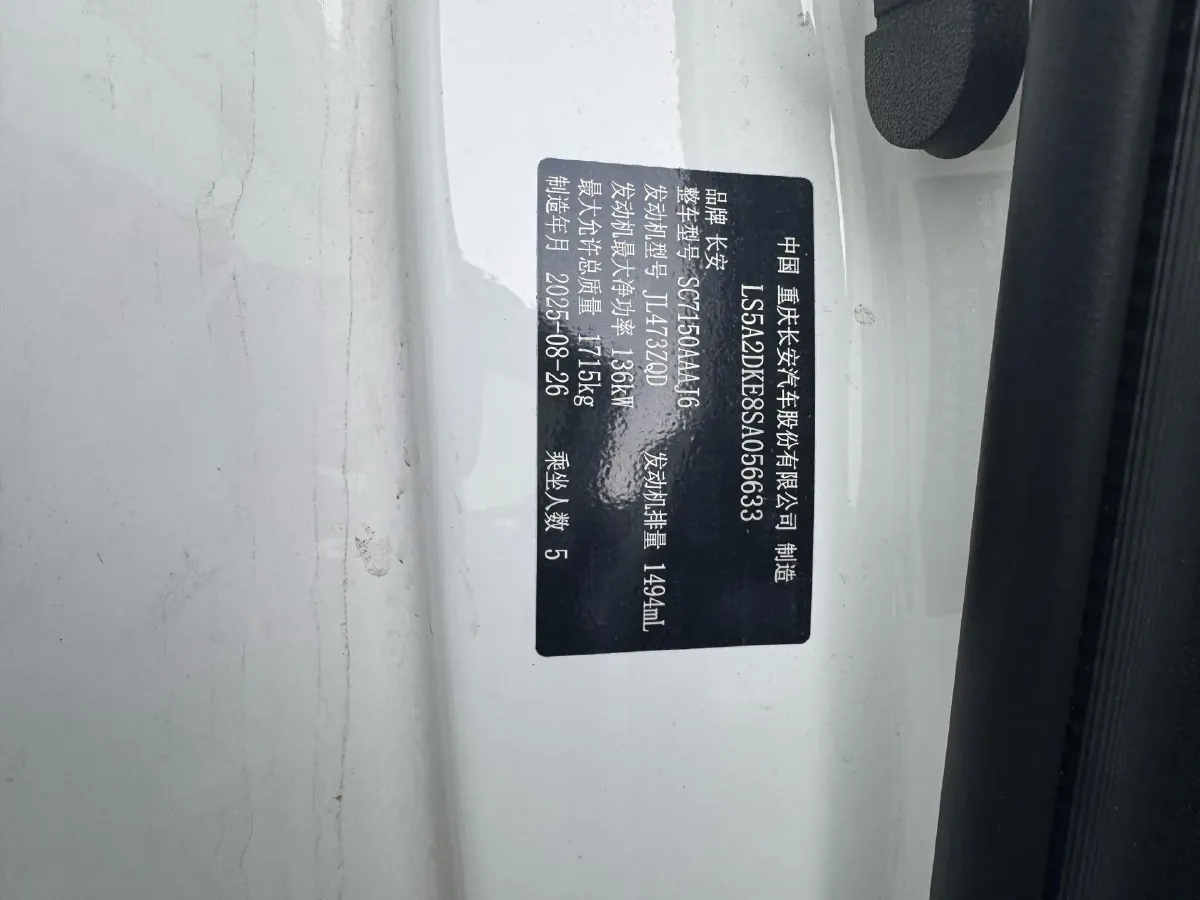 中国 重庆长安汽车股份有限公司 制造
LS5A2DKE8SA056633
品牌 长安
整车型号 SC7150AAAJ6
发动机型号 JL473ZQD 发动机排量 1494mL
发动机最大净功率 136kW
最大允许总质量 1715kg
制造年月 2025-08-26 乘坐人数 5